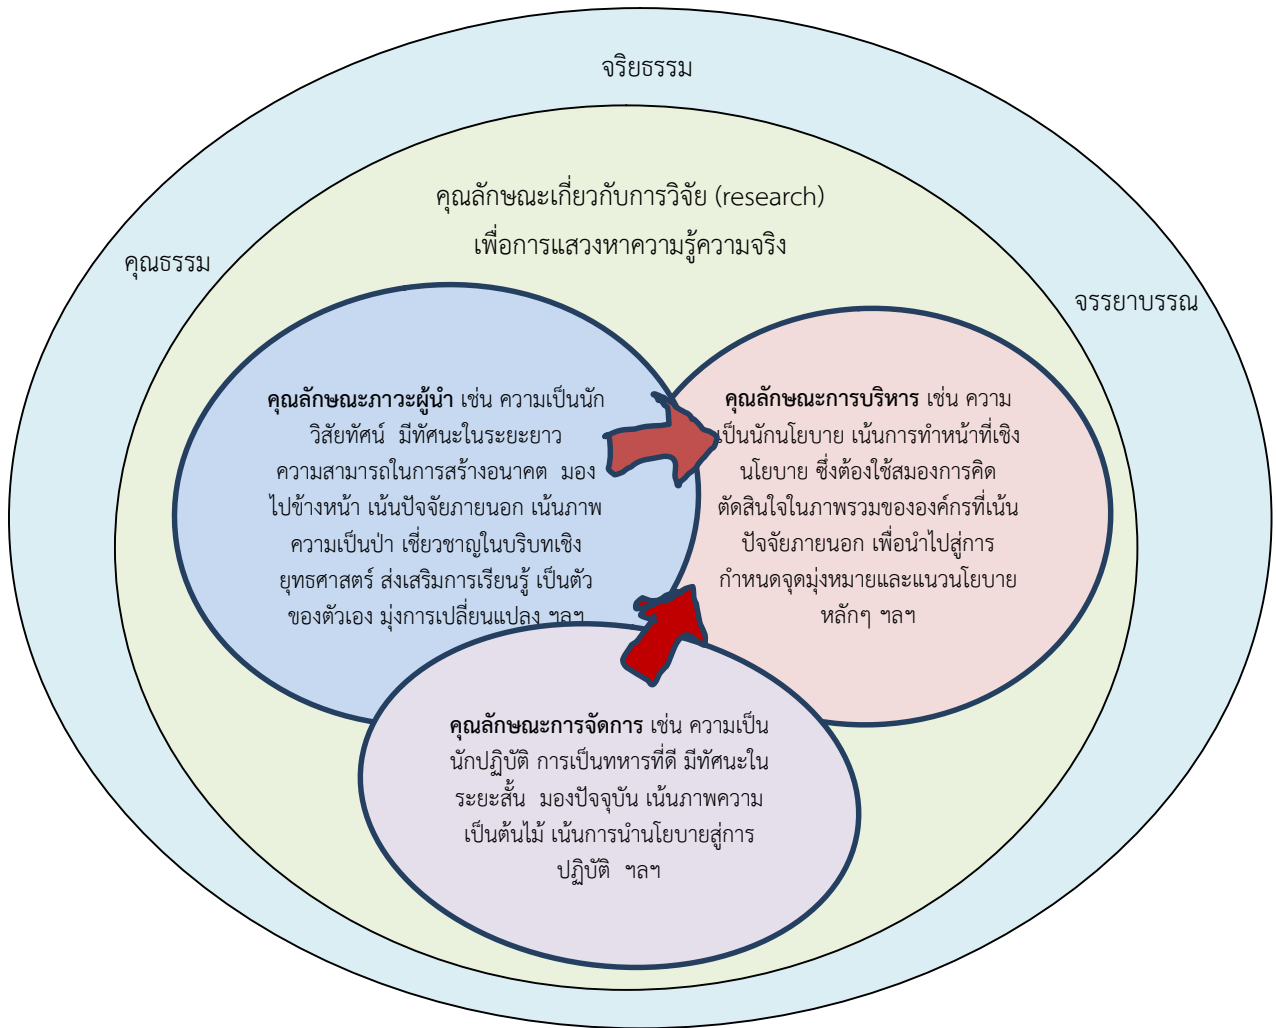 จริยธรรม
คุณธรรม
จรรยาบรรณ
คุณลักษณะเกี่ยวกับการวิจัย (research)
เพื่อการแสวงหาความรู้ความจริง
คุณลักษณะภาวะผู้นำ เช่น ความเป็นนัก
วิสัยทัศน์ มีทัศนะในระยะยาว
ความสามารถในการสร้างอนาคต มอง
ไปข้างหน้า เน้นปัจจัยภายนอก เน้นภาพ
ความเป็นป่า เชี่ยวชาญในบริบทเชิง
ยุทธศาสตร์ ส่งเสริมการเรียนรู้ เป็นตัว
ของตัวเอง มุ่งการเปลี่ยนแปลง ฯลฯ
คุณลักษณะการบริหาร เช่น ความ
เป็นนักนโยบาย เน้นการทำหน้าที่เชิง
นโยบาย ซึ่งต้องใช้สมองการคิด
ตัดสินใจในภาพรวมขององค์กรที่เน้น
ปัจจัยภายนอก เพื่อนำไปสู่การ
กำหนดจุดมุ่งหมายและแนวนโยบาย
หลักๆ ฯลฯ
คุณลักษณะการจัดการ เช่น ความเป็น
นักปฏิบัติ การเป็นทหารที่ดี มีทัศนะใน
ระยะสั้น มองปัจจุบัน เน้นภาพความ
เป็นต้นไม้ เน้นการนำนโยบายสู่การ
ปฏิบัติ ฯลฯ